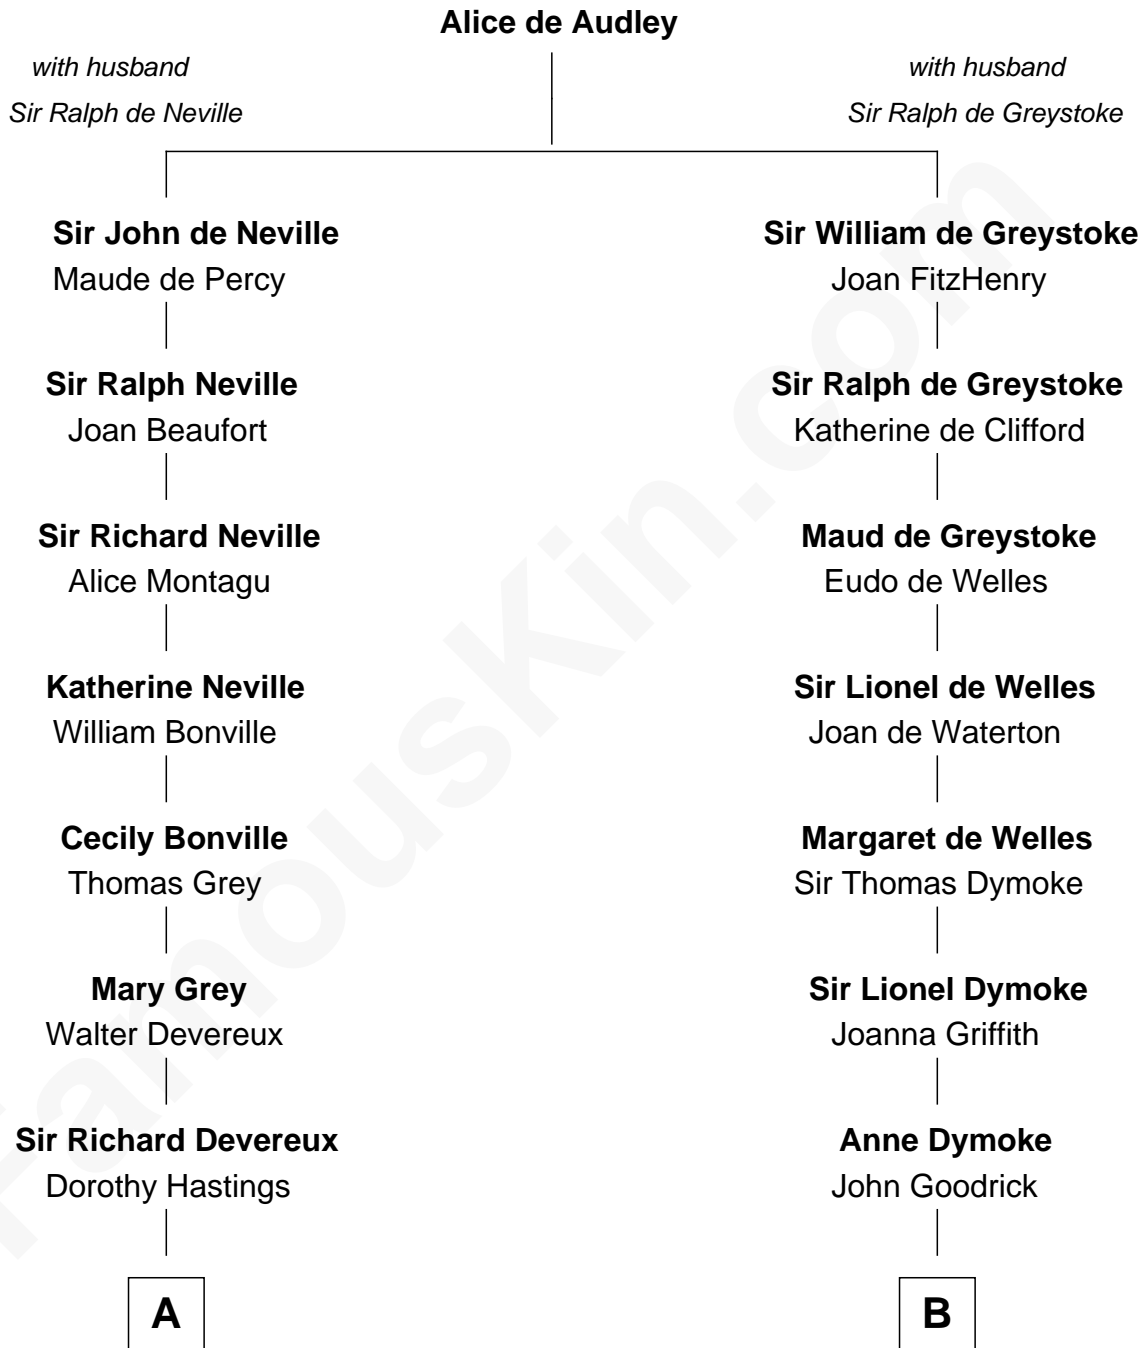 Alice de Audley
with husband
Sir Ralph de Neville
with husband
Sir Ralph de Greystoke
Sir John de Neville
Maude de Percy
Sir William de Greystoke
Joan FitzHenry
Sir Ralph Neville
Joan Beaufort
Sir Ralph de Greystoke
Katherine de Clifford
Sir Richard Neville
Alice Montagu
Maud de Greystoke
Eudo de Welles
Katherine Neville
William Bonville
Sir Lionel de Welles
Joan de Waterton
Cecily Bonville
Thomas Grey
Margaret de Welles
Sir Thomas Dymoke
Mary Grey
Walter Devereux
Sir Lionel Dymoke
Joanna Griffith
Sir Richard Devereux
Dorothy Hastings
Anne Dymoke
John Goodrick
A
B
FamousKin.com